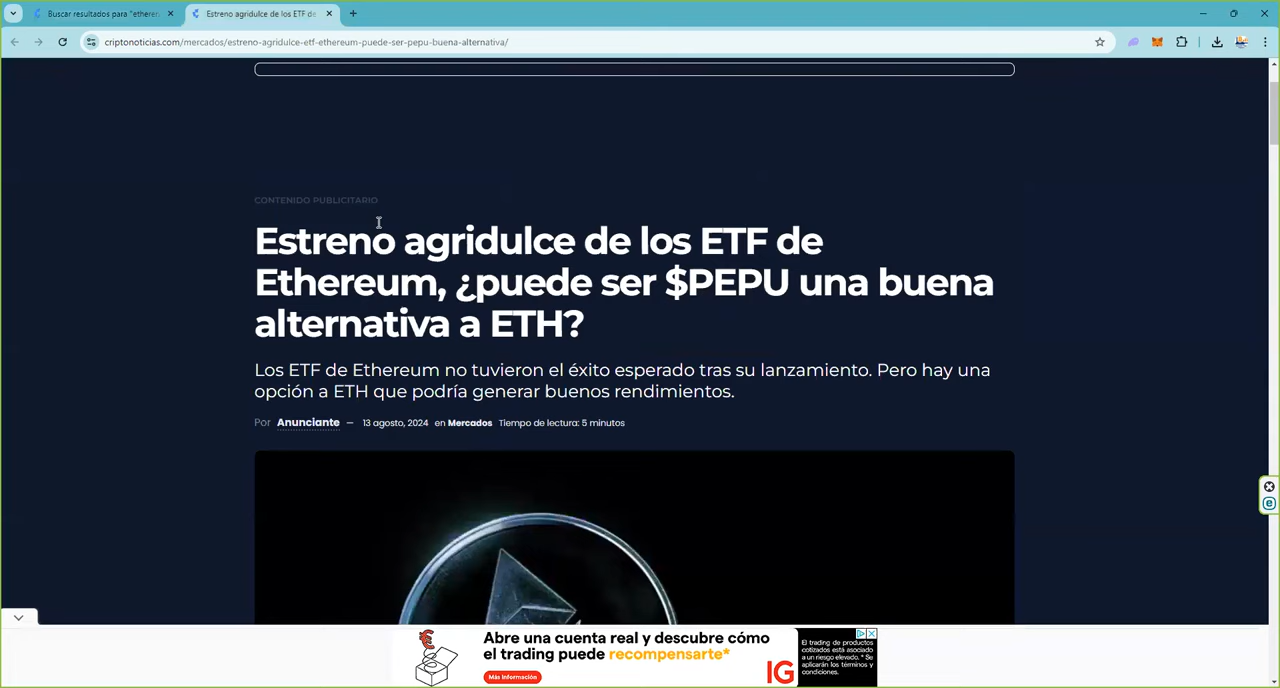 Buscar resultados para "etherer
Estreno agridulce de los ETF de
criptonoticias.com/mercados/estreno-agridulce-etf-ethereum-puede-ser-pepu-buena-alternativa/
CONTENIDO PUBLICITARIO
Estreno agridulce de los ETF de
Ethereum, ¿puede ser $PEPU una buena
alternativa a ETH?
Los ETF de Ethereum no tuvieron el éxito esperado tras su lanzamiento. Pero hay una
opción a ETH que podría generar buenos rendimientos.
Por Anunciante — 13 agosto, 2024 en Mercados Tiempo de lectura: 5 minutos
Abre una cuenta real y descubre cómo
el trading puede recompensarte*
Más información
IG
El trading de productos
cotizados está asociado
a un riesgo elevado. * Se
aplicarán los términos y
condiciones.